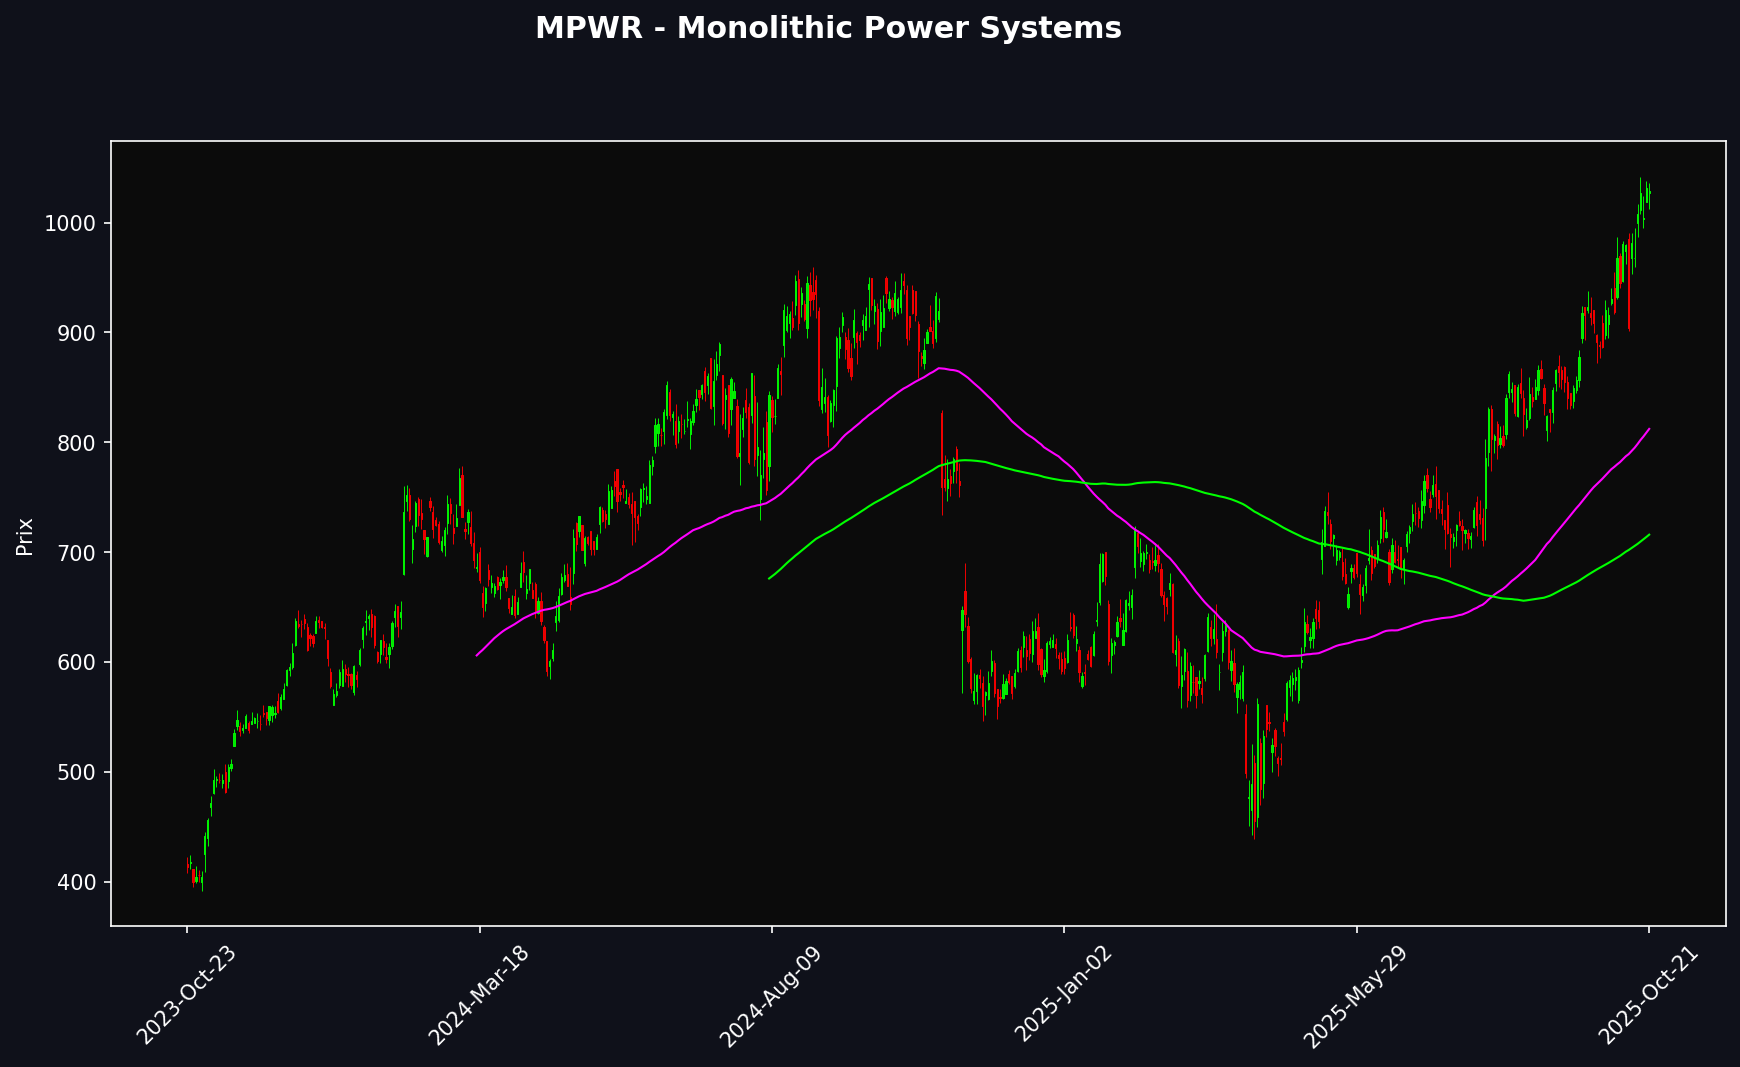 MPWR - Monolithic Power Systems
Prix
1000
900
800
700
600
500
400
2023-Oct-23
2024-Mar-18
2024-Aug-09
2025-Jan-02
2025-May-29
2025-Oct-21